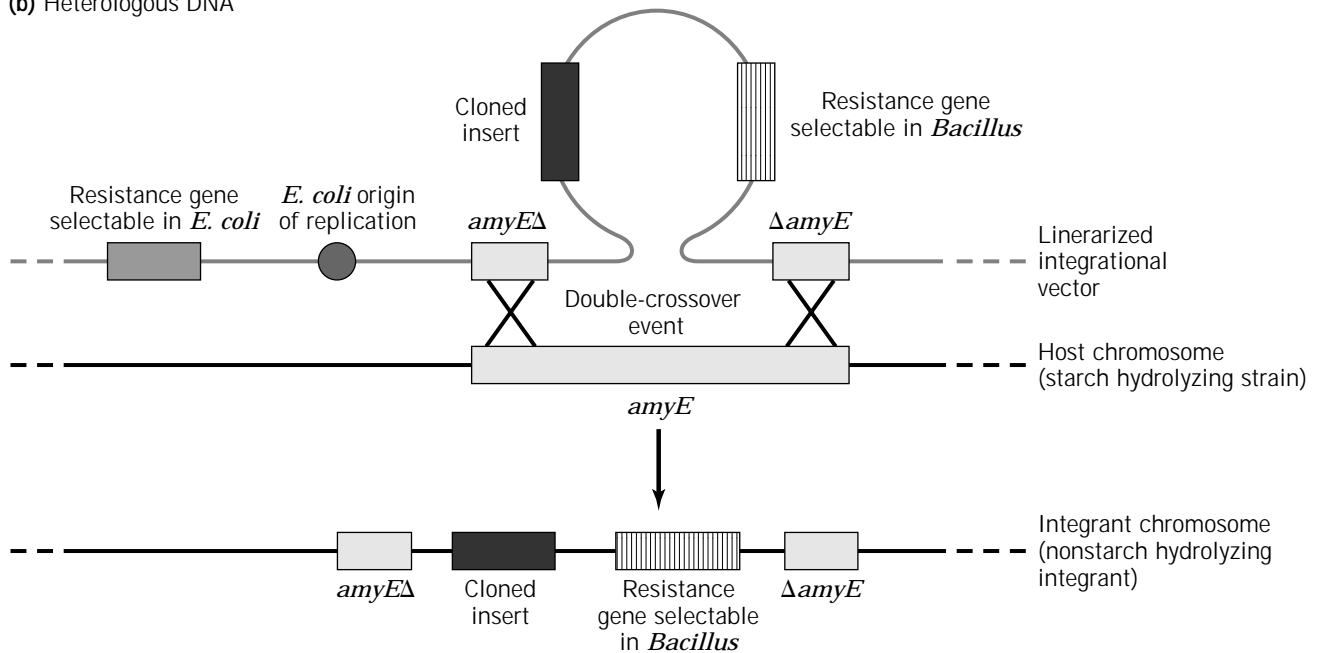 (b) Heterologous DNA
Cloned
insert
Resistance gene
selectable in Bacillus
Resistance gene
selectable in E. coli
E. coli origin
of replication
amyEΔ
ΔamyE
Linerarized
integrational
vector
Double-crossover
event
Host chromosome
(starch hydrolyzing strain)
amyE
Integrant chromosome
(nonstarch hydrolyzing
integrant)
amyEΔ
Cloned
insert
Resistance
gene selectable
in Bacillus
ΔamyE